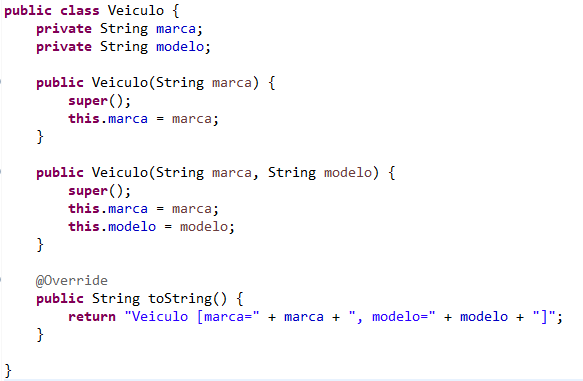 public class Veiculo {
    private String marca;
    private String modelo;
    public Veiculo(String marca) {
        super();
        this.marca = marca;
    }
    public Veiculo(String marca, String modelo) {
        super();
        this.marca = marca;
        this.modelo = modelo;
    }
    @Override
    public String toString() {
        return "Veiculo [marca=" + marca + ", modelo=" + modelo + "]";
    }
}